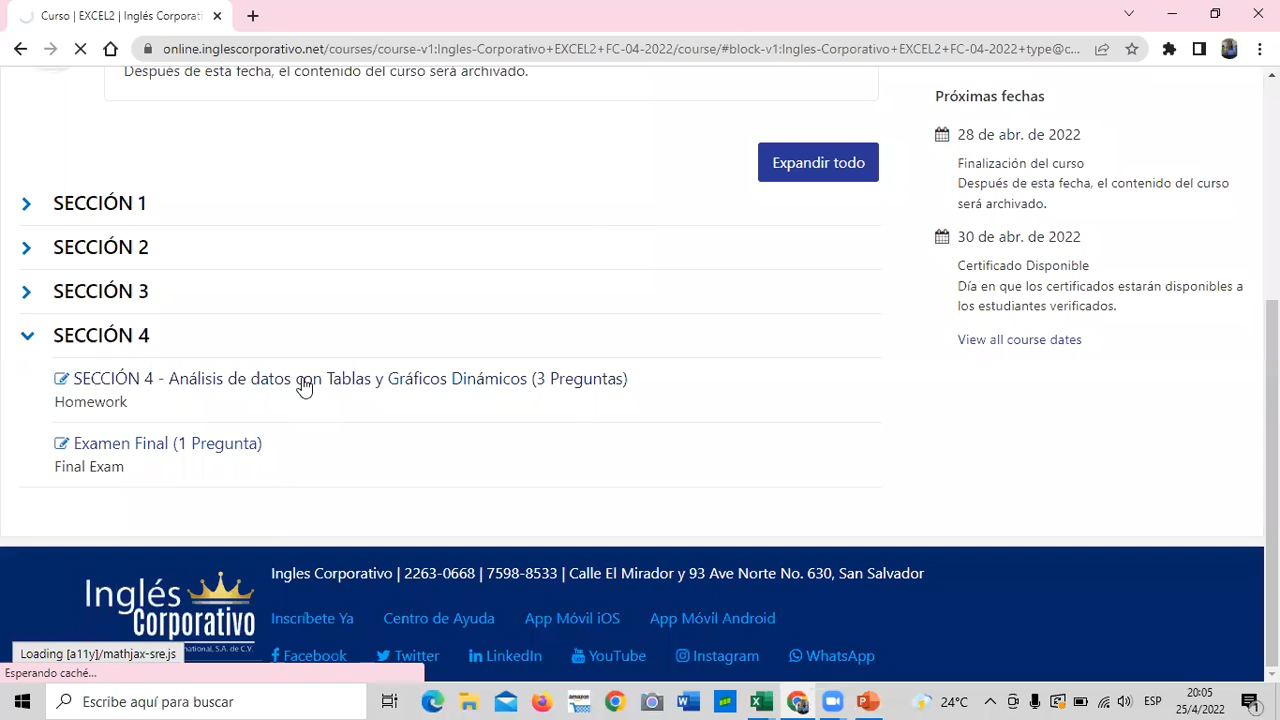 Curso | EXCEL2 | Inglés Corporati
online.inglescorporativo.net/courses/course-v1:Ingles-Corporativo+EXCEL2+FC-04-2022/course/#block-v1:Ingles-Corporativo+EXCEL2+FC-04-2022+type@c...
Después de esta fecha, el contenido del curso será archivado.
Expandir todo
SECCIÓN 1
SECCIÓN 2
SECCIÓN 3
SECCIÓN 4
SECCIÓN 4 - Análisis de datos con Tablas y Gráficos Dinámicos (3 Preguntas)
Homework
Examen Final (1 Pregunta)
Final Exam
Próximas fechas
28 de abr. de 2022
Finalización del curso
Después de esta fecha, el contenido del curso
será archivado.
30 de abr. de 2022
Certificado Disponible
Día en que los certificados estarán disponibles a
los estudiantes verificados.
View all course dates
Inglés
Corporativo
national, S.A. de C.V.
Ingles Corporativo | 2263-0668 | 7598-8533 | Calle El Mirador y 93 Ave Norte No. 630, San Salvador
Inscríbete Ya Centro de Ayuda App Móvil iOS App Móvil Android
Facebook Twitter LinkedIn YouTube Instagram WhatsApp
Loading [a11y]/mathjax-sre.js
Esperando caché...
Escribe aquí para buscar
amazon
24°C
ESP
20:05
25/4/2022
1